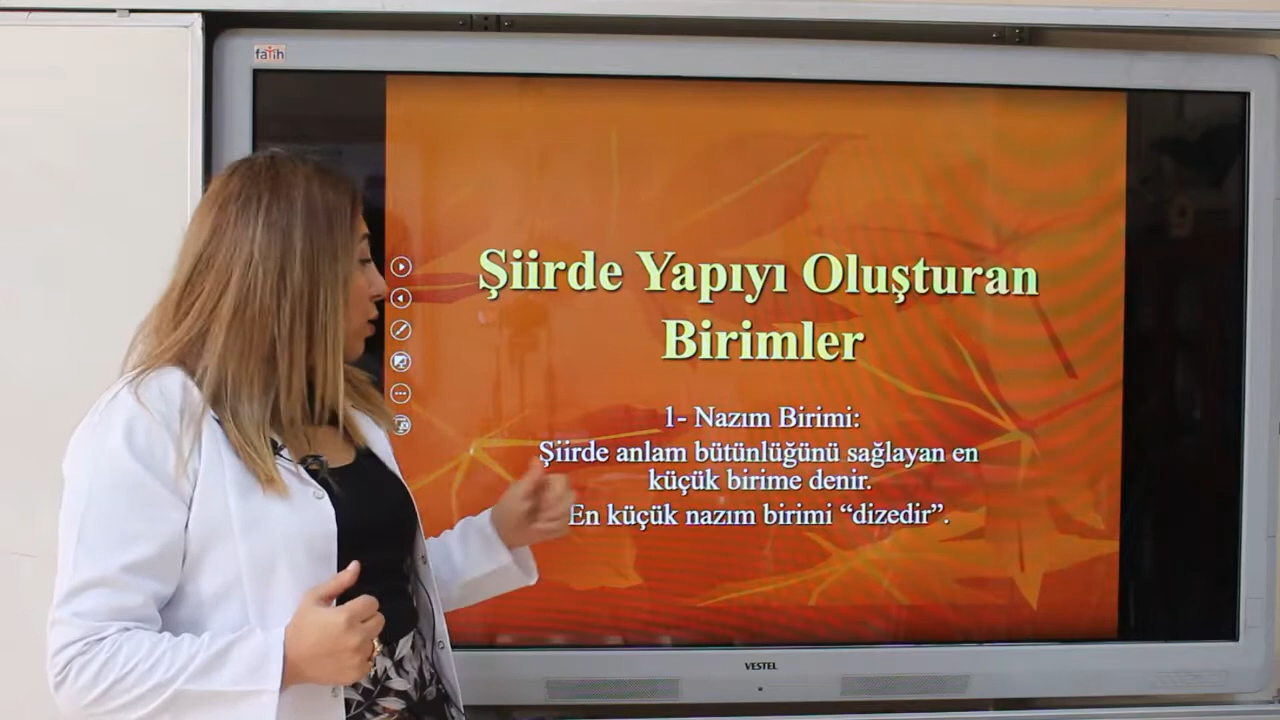 fatih
Şiirde Yapıyı Oluşturan
Birimler
1- Nazım Birimi:
Şiirde anlam bütünlüğünü sağlayan en
küçük birime denir.
En küçük nazım birimi “dizedir”.
VESTEL